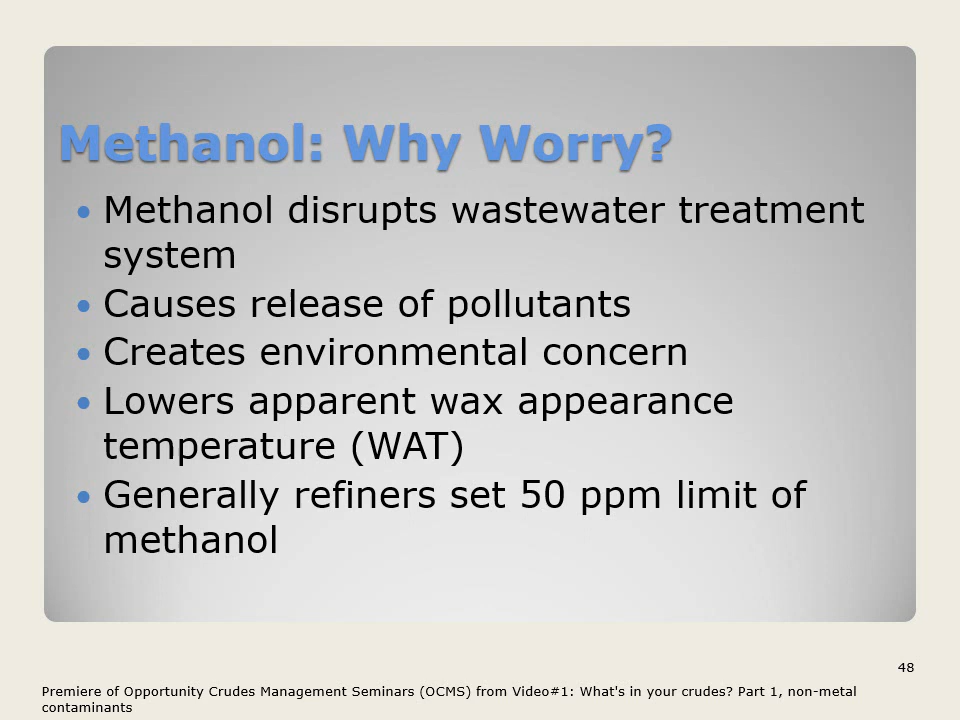 Methanol: Why Worry?
Methanol disrupts wastewater treatment
system
Causes release of pollutants
Creates environmental concern
Lowers apparent wax appearance
temperature (WAT)
Generally refiners set 50 ppm limit of
methanol
48
Premiere of Opportunity Crudes Management Seminars (OCMS) from Video#1: What's in your crudes? Part 1, non-metal
contaminants